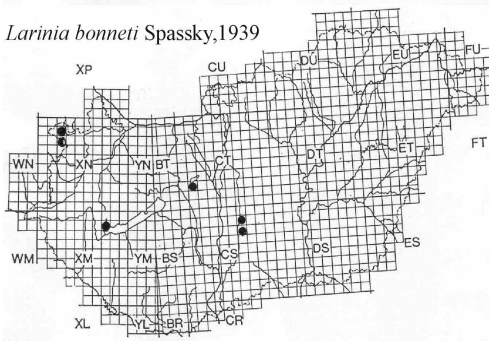 Larinia bonneti Spassky,1939
XP CU DU EU FU
WN XN YN BT CT DT ET FT
WM XM YM BS CS DS ES
XL YL BR CR